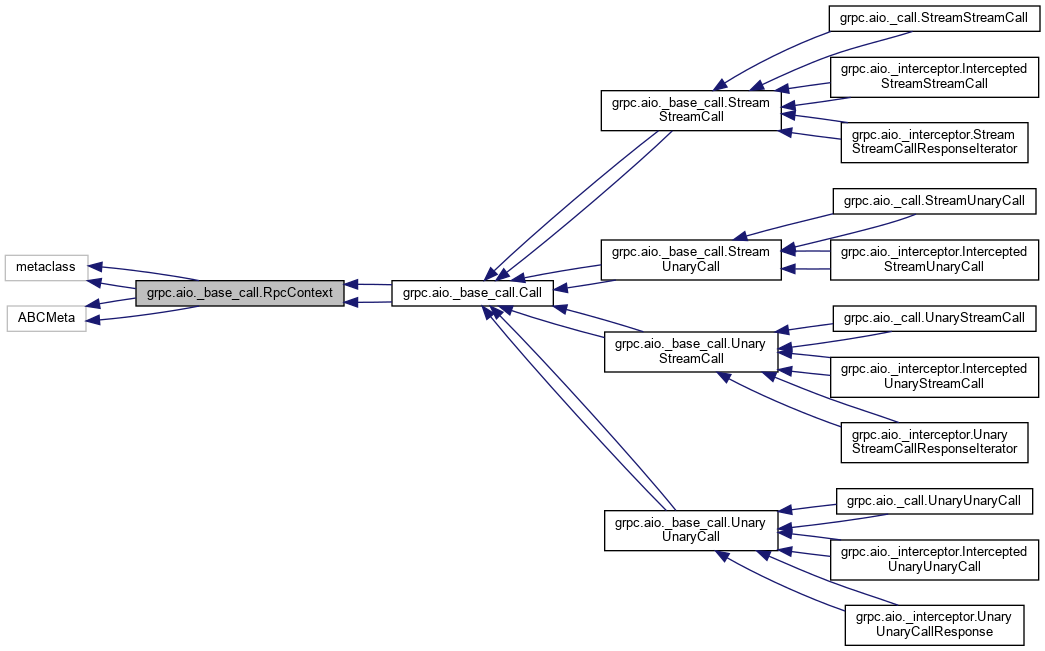 metaclass
ABCMeta
grpc.aio._base_call.RpcContext
grpc.aio._base_call.Call
grpc.aio._base_call.Stream
StreamCall
grpc.aio._base_call.Stream
UnaryCall
grpc.aio._base_call.Unary
StreamCall
grpc.aio._base_call.Unary
UnaryCall
grpc.aio._call.StreamStreamCall
grpc.aio._interceptor.Intercepted
StreamStreamCall
grpc.aio._interceptor.Stream
StreamCallResponseIterator
grpc.aio._call.StreamUnaryCall
grpc.aio._interceptor.Intercepted
StreamUnaryCall
grpc.aio._call.UnaryStreamCall
grpc.aio._interceptor.Intercepted
UnaryStreamCall
grpc.aio._interceptor.Unary
StreamCallResponseIterator
grpc.aio._call.UnaryUnaryCall
grpc.aio._interceptor.Intercepted
UnaryUnaryCall
grpc.aio._interceptor.Unary
UnaryCallResponse